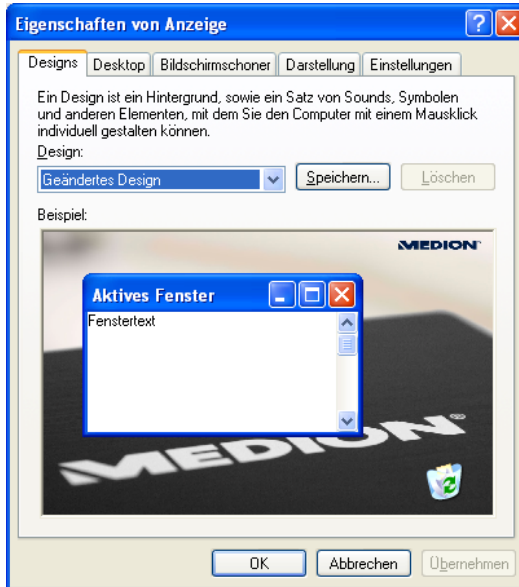 Eigenschaften von Anzeige
Designs Desktop Bildschirmschoner Darstellung Einstellungen
Ein Design ist ein Hintergrund, sowie ein Satz von Sounds, Symbolen
und anderen Elementen, mit dem Sie den Computer mit einem Mausklick
individuell gestalten können.
Design:
Geändertes Design Speichern... Löschen
Beispiel:
MEDION
Aktives Fenster
Fenstertext
MEDION®
OK Abbrechen Übernehmen